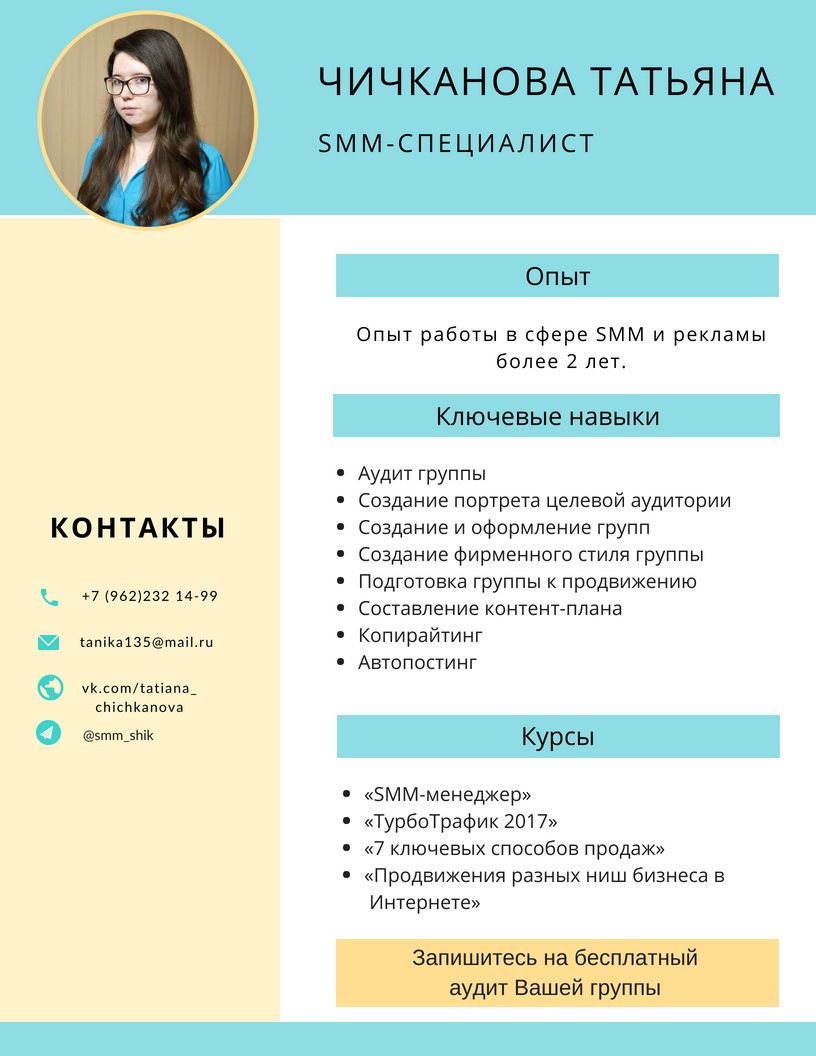 ЧИЧКАНОВА ТАТЬЯНА
SMM-СПЕЦИАЛИСТ
КОНТАКТЫ
+7 (962)232 14-99
tanika135@mail.ru
vk.com/tatiana_
chichkanova
@smm_shik
Опыт
Опыт работы в сфере SMM и рекламы
более 2 лет.
Ключевые навыки
• Аудит группы
• Создание портрета целевой аудитории
• Создание и оформление групп
• Создание фирменного стиля группы
• Подготовка группы к продвижению
• Составление контент-плана
• Копирайтинг
• Автопостинг
Курсы
• «SMM-менеджер»
• «ТурбоТрафик 2017»
• «7 ключевых способов продаж»
• «Продвижения разных ниш бизнеса в
Интернете»
Запишитесь на бесплатный
аудит Вашей группы